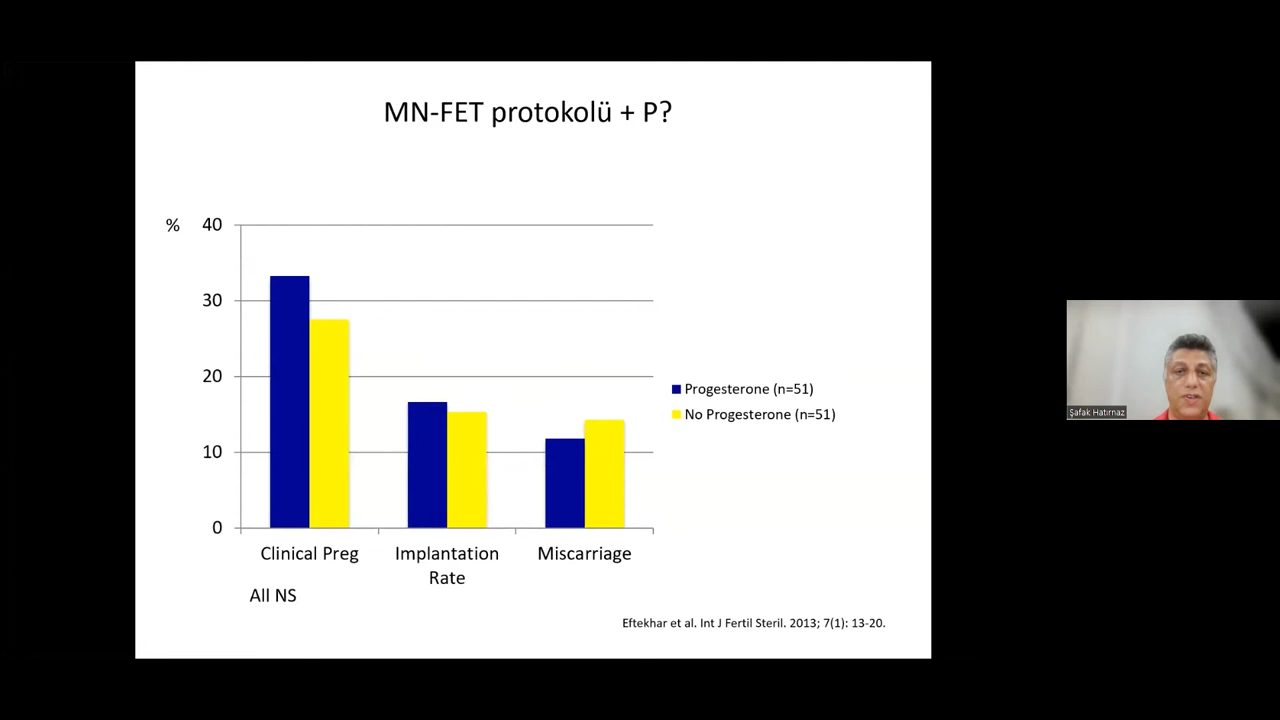 MN-FET protokolü + P?
%
40
30
20
10
0
Clinical Preg
Implantation
Rate
Miscarriage
Progesterone (n=51)
No Progesterone (n=51)
All NS
Eftekhar et al. Int J Fertil Steril. 2013; 7(1): 13-20.
Şafak Hatırnaz